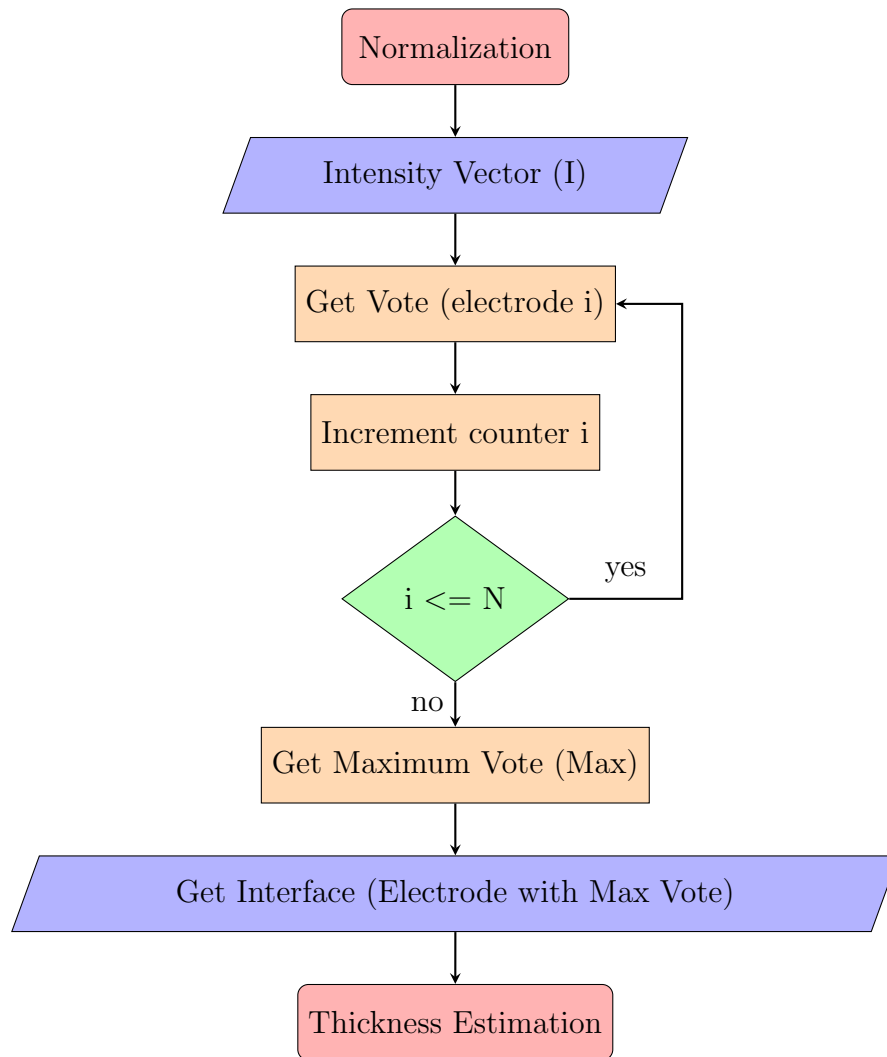 Normalization
Intensity Vector (I)
Get Vote (electrode i)
Increment counter i
yes
i <= N
no
Get Maximum Vote (Max)
Get Interface (Electrode with Max Vote)
Thickness Estimation